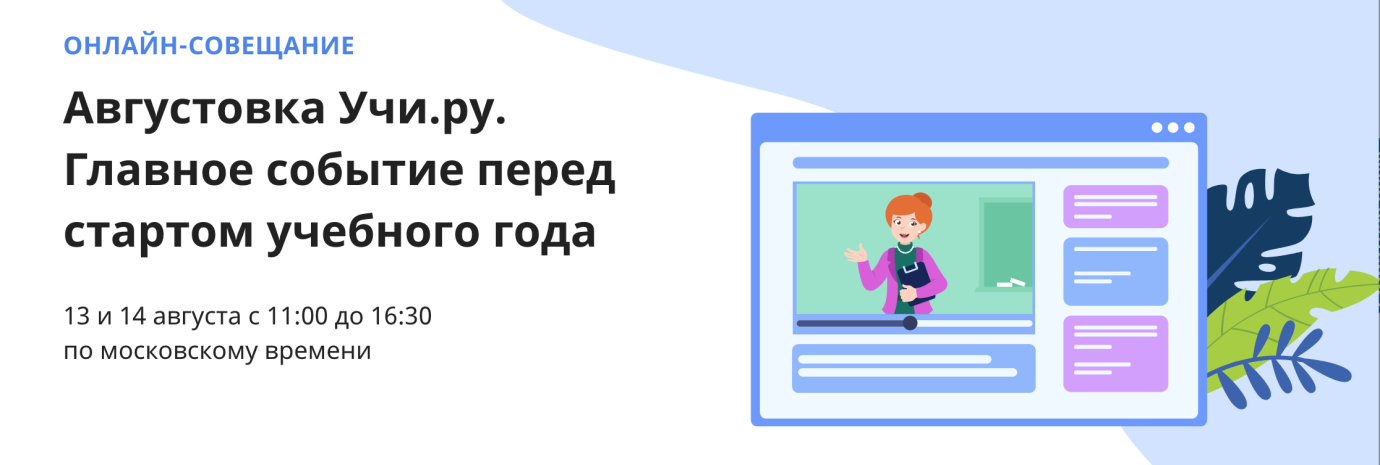 ОНЛАЙН-СОВЕЩАНИЕ
Августовка Учи.ру.
Главное событие перед
стартом учебного года
13 и 14 августа с 11:00 до 16:30
по московскому времени